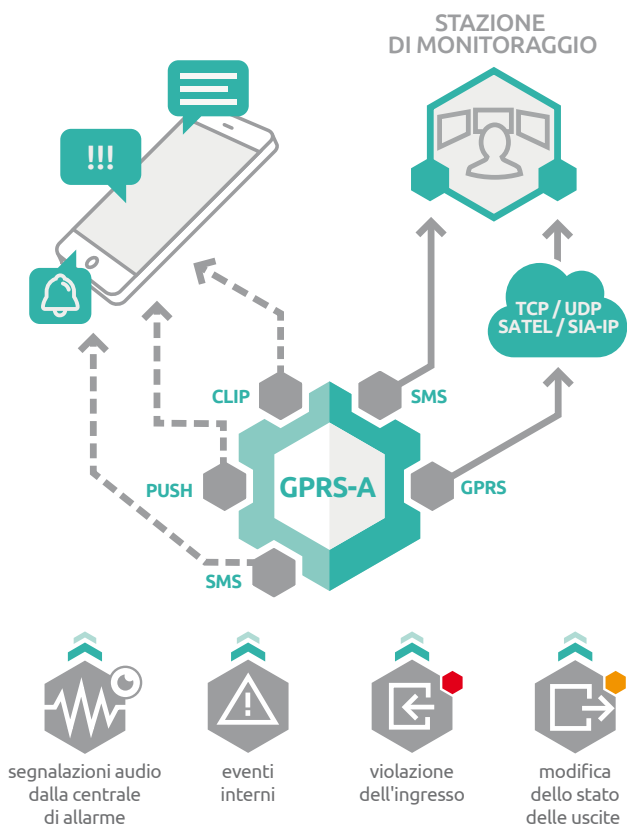 STAZIONE
DI MONITORAGGIO
!!!
TCP / UDP
SATEL / SIA-IP
CLIP
SMS
GPRS-A
PUSH
GPRS
SMS
segnalazioni audio
dalla centrale
di allarme
eventi
interni
violazione
dell'ingresso
modifica
dello stato
delle uscite